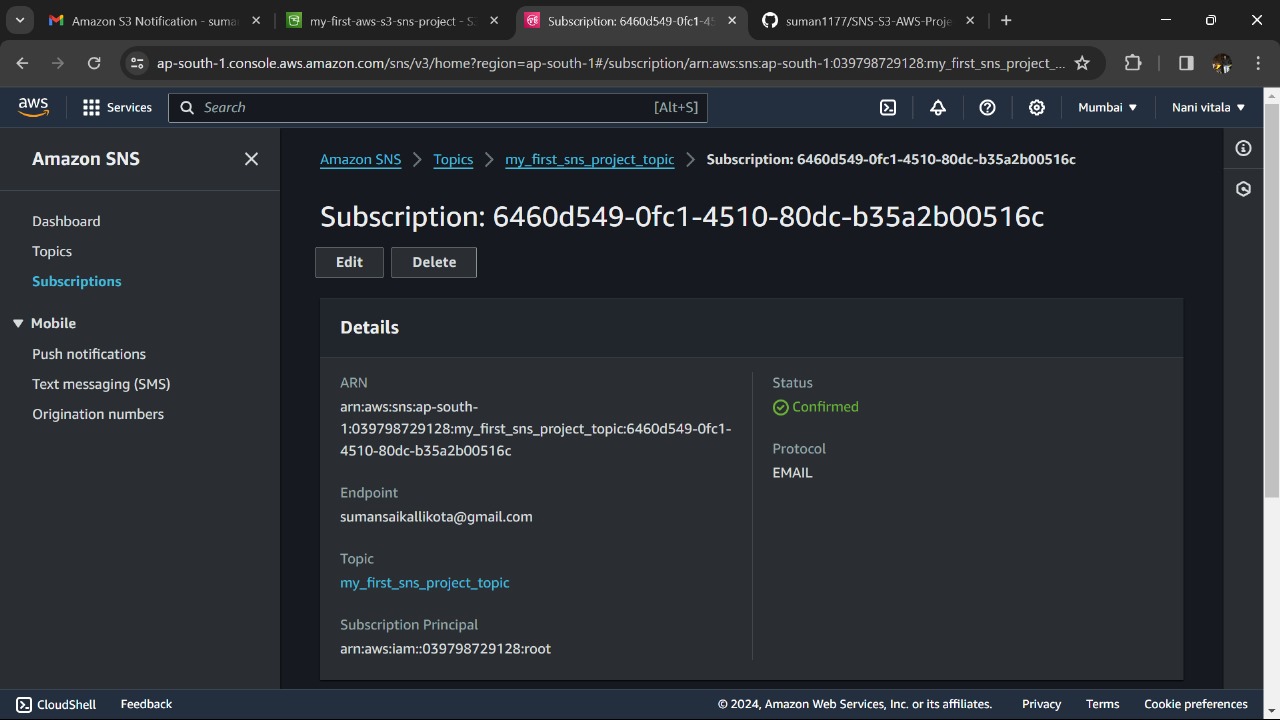 Amazon S3 Notification - suma
my-first-aws-s3-sns-project - S
Subscription: 6460d549-0fc1-45
suman1177/SNS-S3-AWS-Proje
ap-south-1.console.aws.amazon.com/sns/v3/home?region=ap-south-1#/subscription/arn:aws:sns:ap-south-1:039798729128:my_first_sns_project_...
aws
Services
Search
[Alt+S]
Mumbai
Nani vitala
Amazon SNS
Amazon SNS
Topics
my_first_sns_project_topic
Subscription: 6460d549-0fc1-4510-80dc-b35a2b00516c
Dashboard
Topics
Subscriptions
Mobile
Push notifications
Text messaging (SMS)
Origination numbers
Subscription: 6460d549-0fc1-4510-80dc-b35a2b00516c
Edit
Delete
Details
ARN
arn:aws:sns:ap-south-
1:039798729128:my_first_sns_project_topic:6460d549-0fc1-
4510-80dc-b35a2b00516c
Endpoint
sumansaikallikota@gmail.com
Topic
my_first_sns_project_topic
Subscription Principal
arn:aws:iam::039798729128:root
Status
Confirmed
Protocol
EMAIL
CloudShell
Feedback
© 2024, Amazon Web Services, Inc. or its affiliates.
Privacy
Terms
Cookie preferences